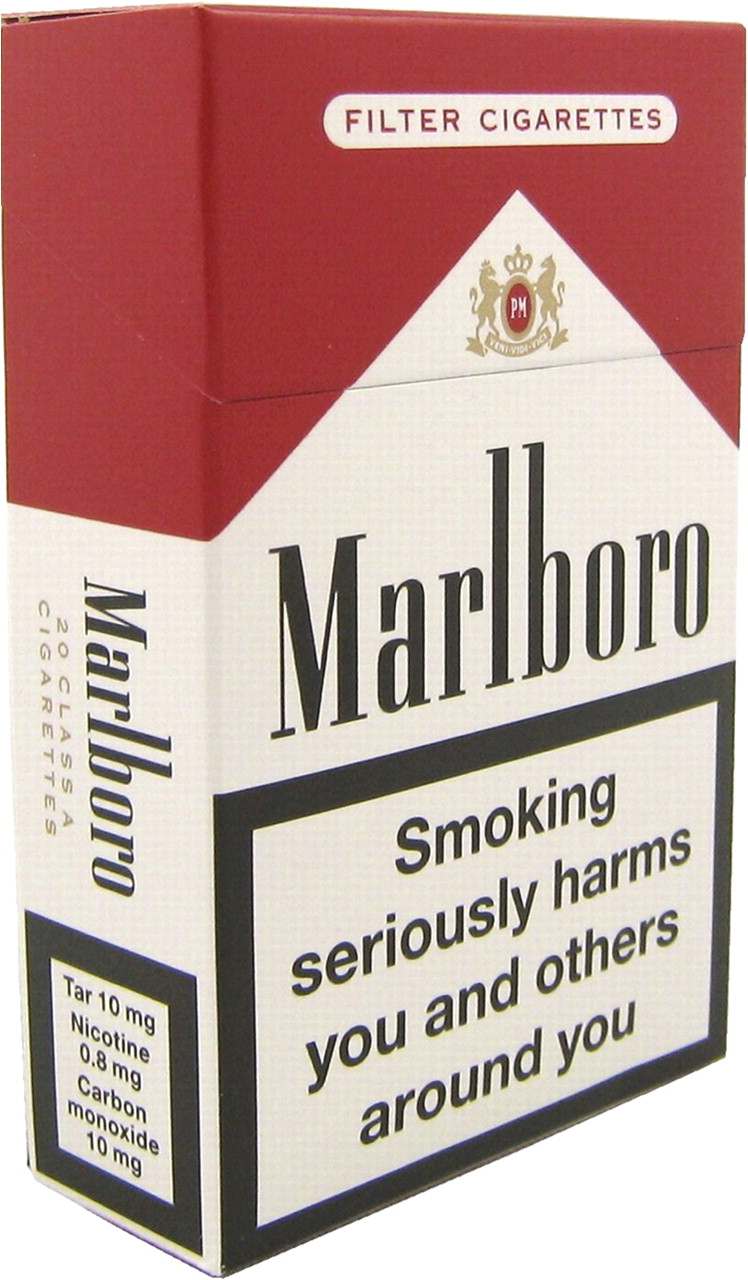 FILTER CIGARETTES
PM
VENI·VIDI·VICI
Marlboro
Smoking
seriously harms
you and others
around you
Marlboro
20 CLASS A
CIGARETTES
Tar 10 mg
Nicotine
0.8 mg
Carbon
monoxide
10 mg